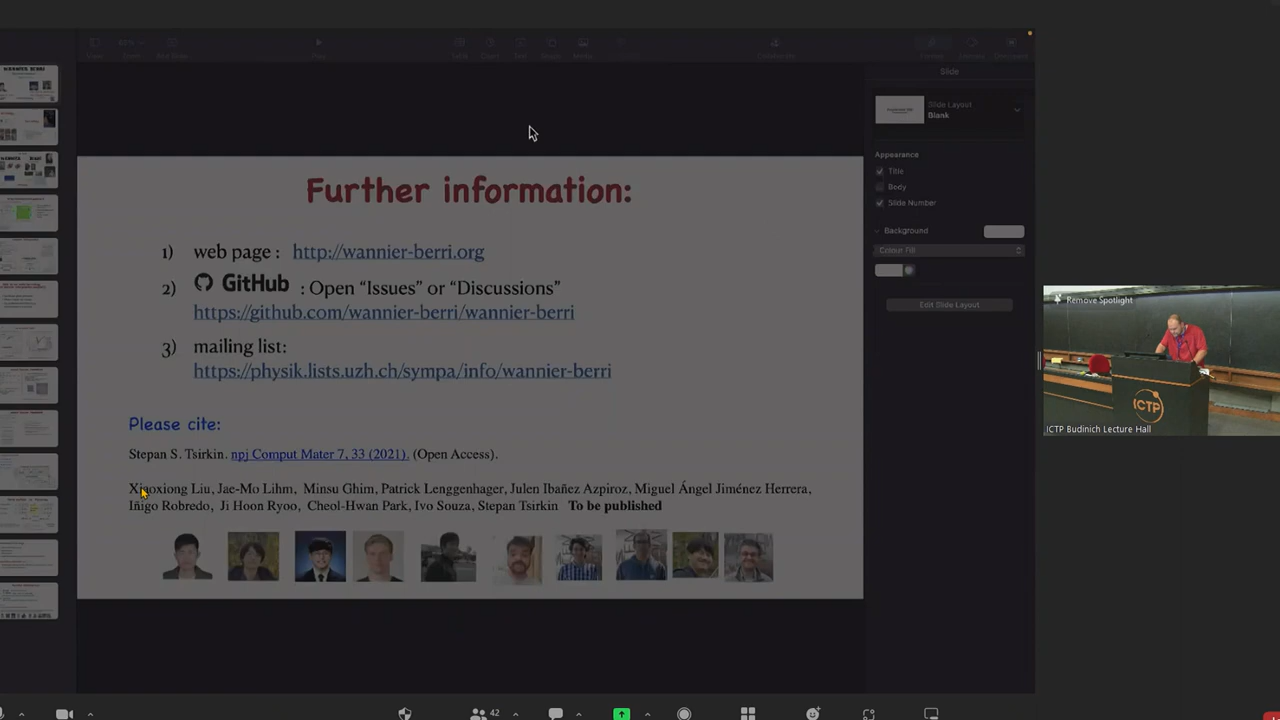 Slide
Slide Layout
Blank
Appearance
Title
Body
Slide Number
Background
Colour Fill
Edit Slide Layout
Further information:
1) web page : http://wannier-berri.org
2) GitHub : Open “Issues” or “Discussions”
https://github.com/wannier-berri/wannier-berri
3) mailing list:
https://physik.lists.uzh.ch/sympa/info/wannier-berri
Please cite:
Stepan S. Tsirkin. npj Comput Mater 7, 33 (2021). (Open Access).
Xiaoxiong Liu, Jae-Mo Lihm, Minsu Ghim, Patrick Lenggenhager, Julen Ibañez Azpiroz, Miguel Ángel Jiménez Herrera,
Iñigo Robredo, Ji Hoon Ryoo, Cheol-Hwan Park, Ivo Souza, Stepan Tsirkin To be published
Remove Spotlight
ICTP
ICTP Budinich Lecture Hall
42